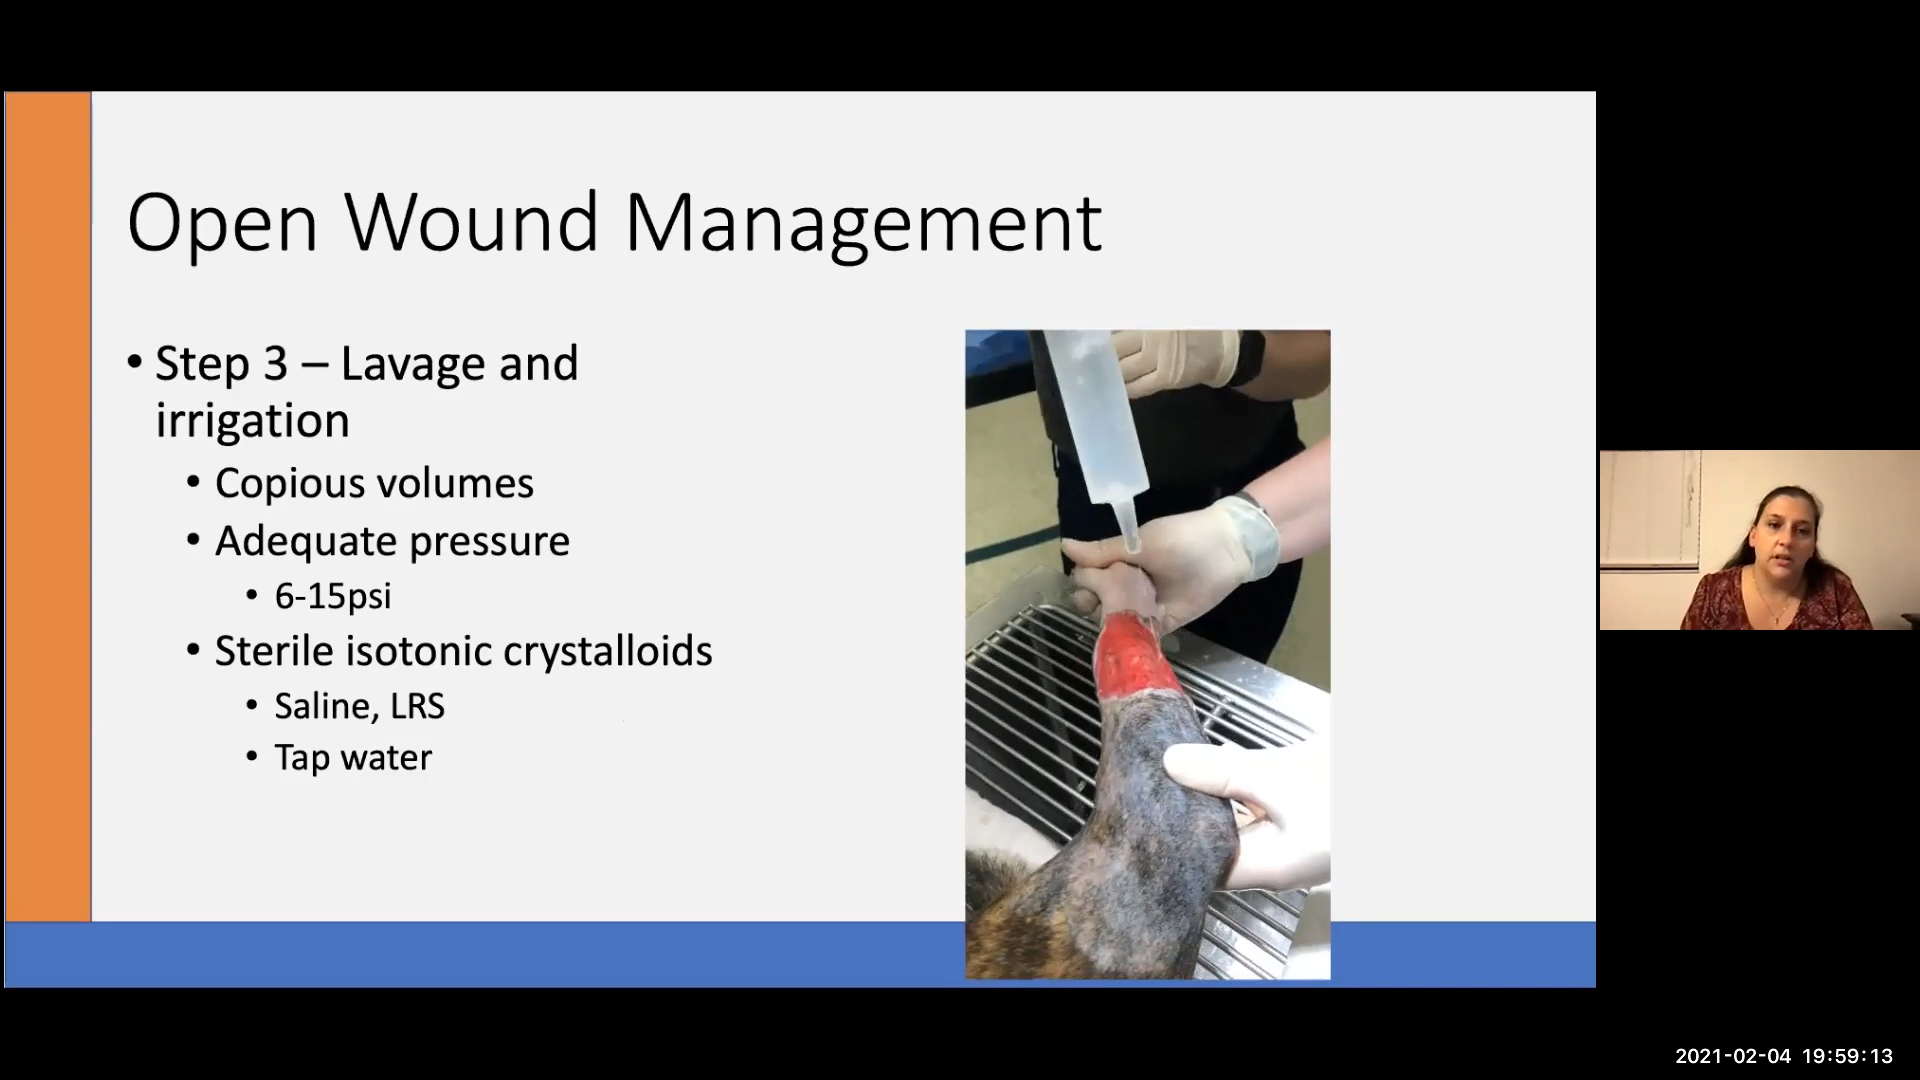 Open Wound Management
• Step 3 – Lavage and
irrigation
• Copious volumes
• Adequate pressure
• 6-15psi
• Sterile isotonic crystalloids
• Saline, LRS
• Tap water
2021-02-04 19:59:13